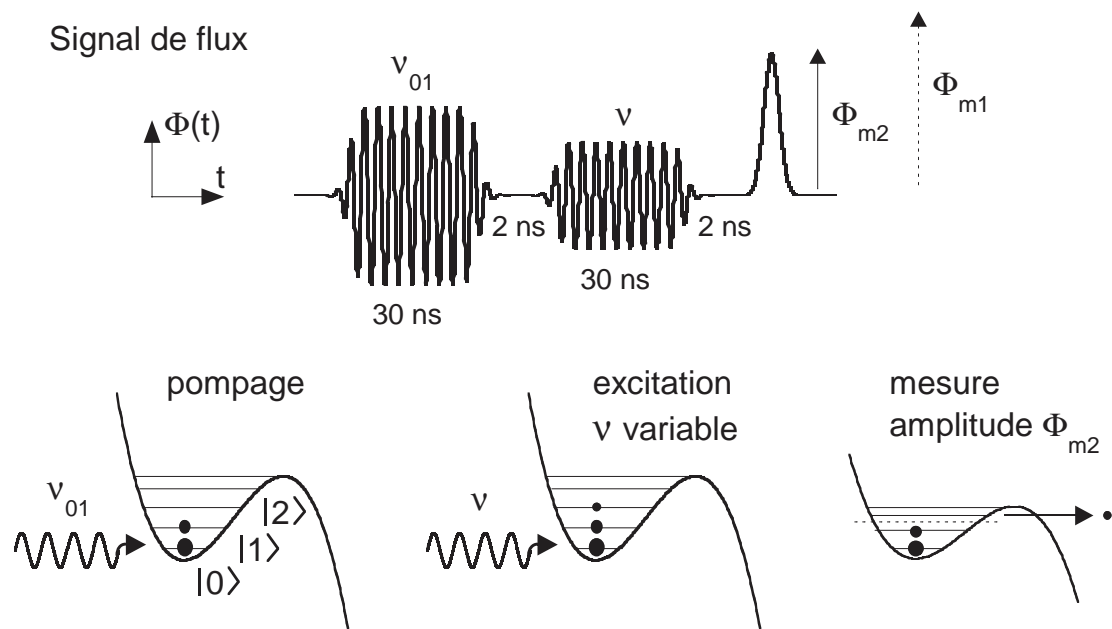 Signal de flux
ν01
ν
Φm2
Φm1
Φ(t)
t
2 ns
2 ns
30 ns
30 ns
pompage
excitation
ν variable
mesure
amplitude Φm2
ν01
|2⟩
|1⟩
|0⟩
ν